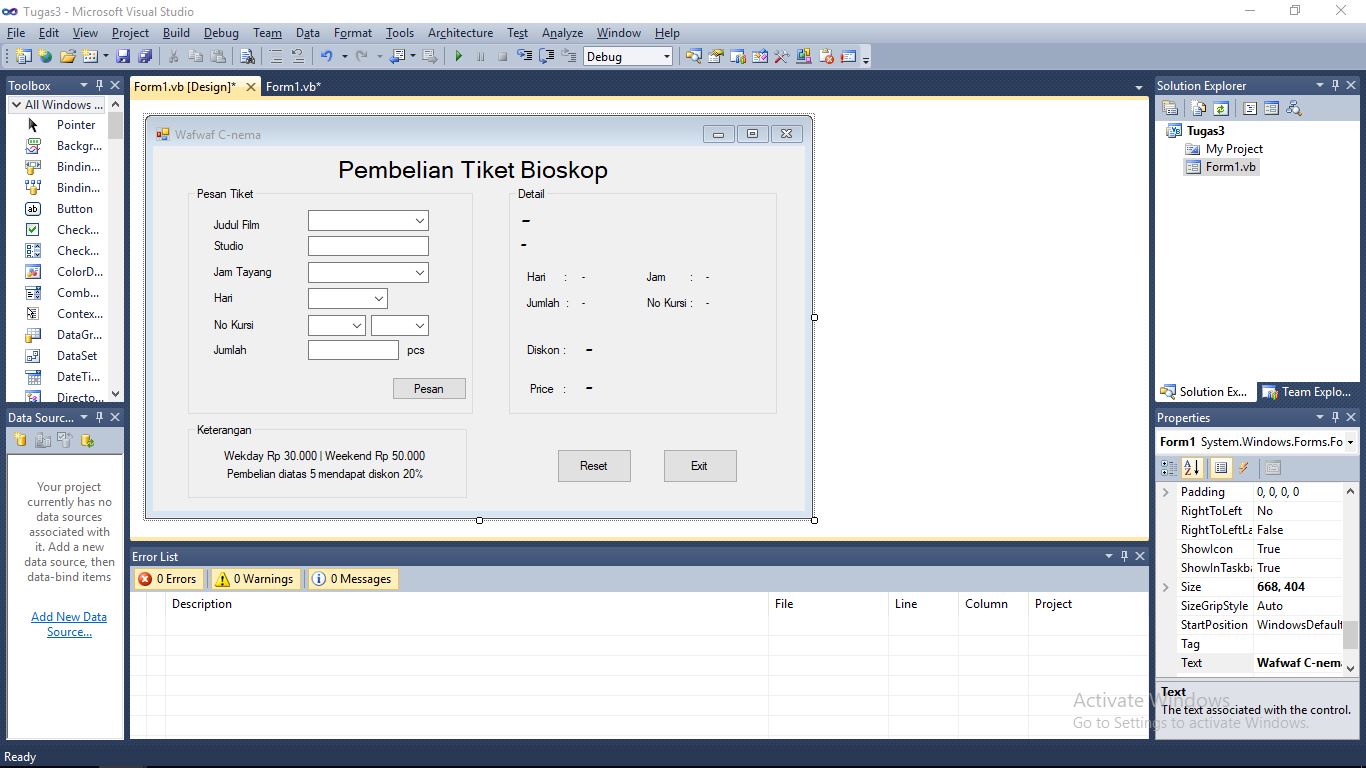 Tugas3 - Microsoft Visual Studio
File Edit View Project Build Debug Team Data Format Tools Architecture Test Analyze Window Help
Debug
Toolbox
All Windows ...
Pointer
Backgr...
Bindin...
Bindin...
Button
Check...
Check...
ColorD...
Comb...
Contex...
DataGr...
DataSet
DateTi...
Directo...
Data Sourc...
Your project
currently has no
data sources
associated with
it. Add a new
data source, then
data-bind items
Add New Data
Source...
Form1.vb [Design]* Form1.vb*
Wafwaf C-nema
Pembelian Tiket Bioskop
Pesan Tiket
Judul Film
Studio
Jam Tayang
Hari
No Kursi
Jumlah pcs
Pesan
Detail
-
-
Hari : - Jam : -
Jumlah : - No Kursi : -
Diskon : -
Price : -
Keterangan
Wekday Rp 30.000 | Weekend Rp 50.000
Pembelian diatas 5 mendapat diskon 20%
Reset Exit
Error List
0 Errors 0 Warnings 0 Messages
Description File Line Column Project
Solution Explorer
Tugas3
My Project
Form1.vb
Solution Ex... Team Explo...
Properties
Form1 System.Windows.Forms.Fo
Padding 0, 0, 0, 0
RightToLeft No
RightToLeftLa False
ShowIcon True
ShowInTaskba True
Size 668, 404
SizeGripStyle Auto
StartPosition WindowsDefault
Tag
Text Wafwaf C-nema
Text
The text associated with the control.
Activate Windows
Go to Settings to activate Windows.
Ready